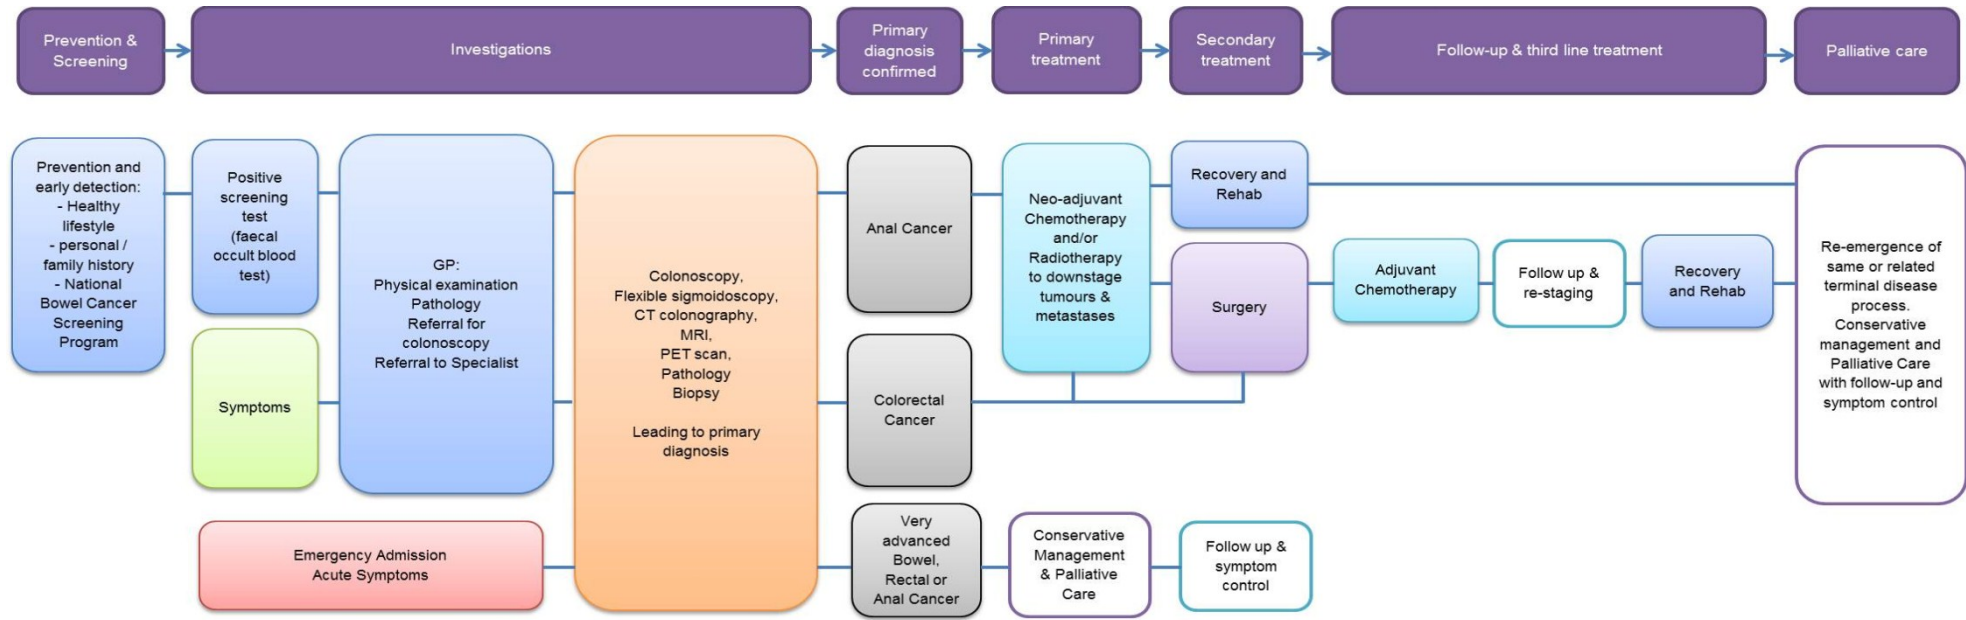 Prevention &
Screening
Investigations
Primary
diagnosis
confirmed
Primary
treatment
Secondary
treatment
Follow-up & third line treatment
Palliative care
Prevention and
early detection:
- Healthy
lifestyle
- personal /
family history
- National
Bowel Cancer
Screening
Program
Positive
screening
test
(faecal
occult blood
test)
Symptoms
GP:
Physical examination
Pathology
Referral for
colonoscopy
Referral to Specialist
Emergency Admission
Acute Symptoms
Colonoscopy,
Flexible sigmoidoscopy,
CT colonography,
MRI,
PET scan,
Pathology
Biopsy
Leading to primary
diagnosis
Anal Cancer
Colorectal
Cancer
Very
advanced
Bowel,
Rectal or
Anal Cancer
Neo-adjuvant
Chemotherapy
and/or
Radiotherapy
to downstage
tumours &
metastases
Conservative
Management
& Palliative
Care
Recovery and
Rehab
Surgery
Follow up &
symptom
control
Adjuvant
Chemotherapy
Follow up &
re-staging
Recovery
and Rehab
Re-emergence of
same or related
terminal disease
process.
Conservative
management and
Palliative Care
with follow-up and
symptom control